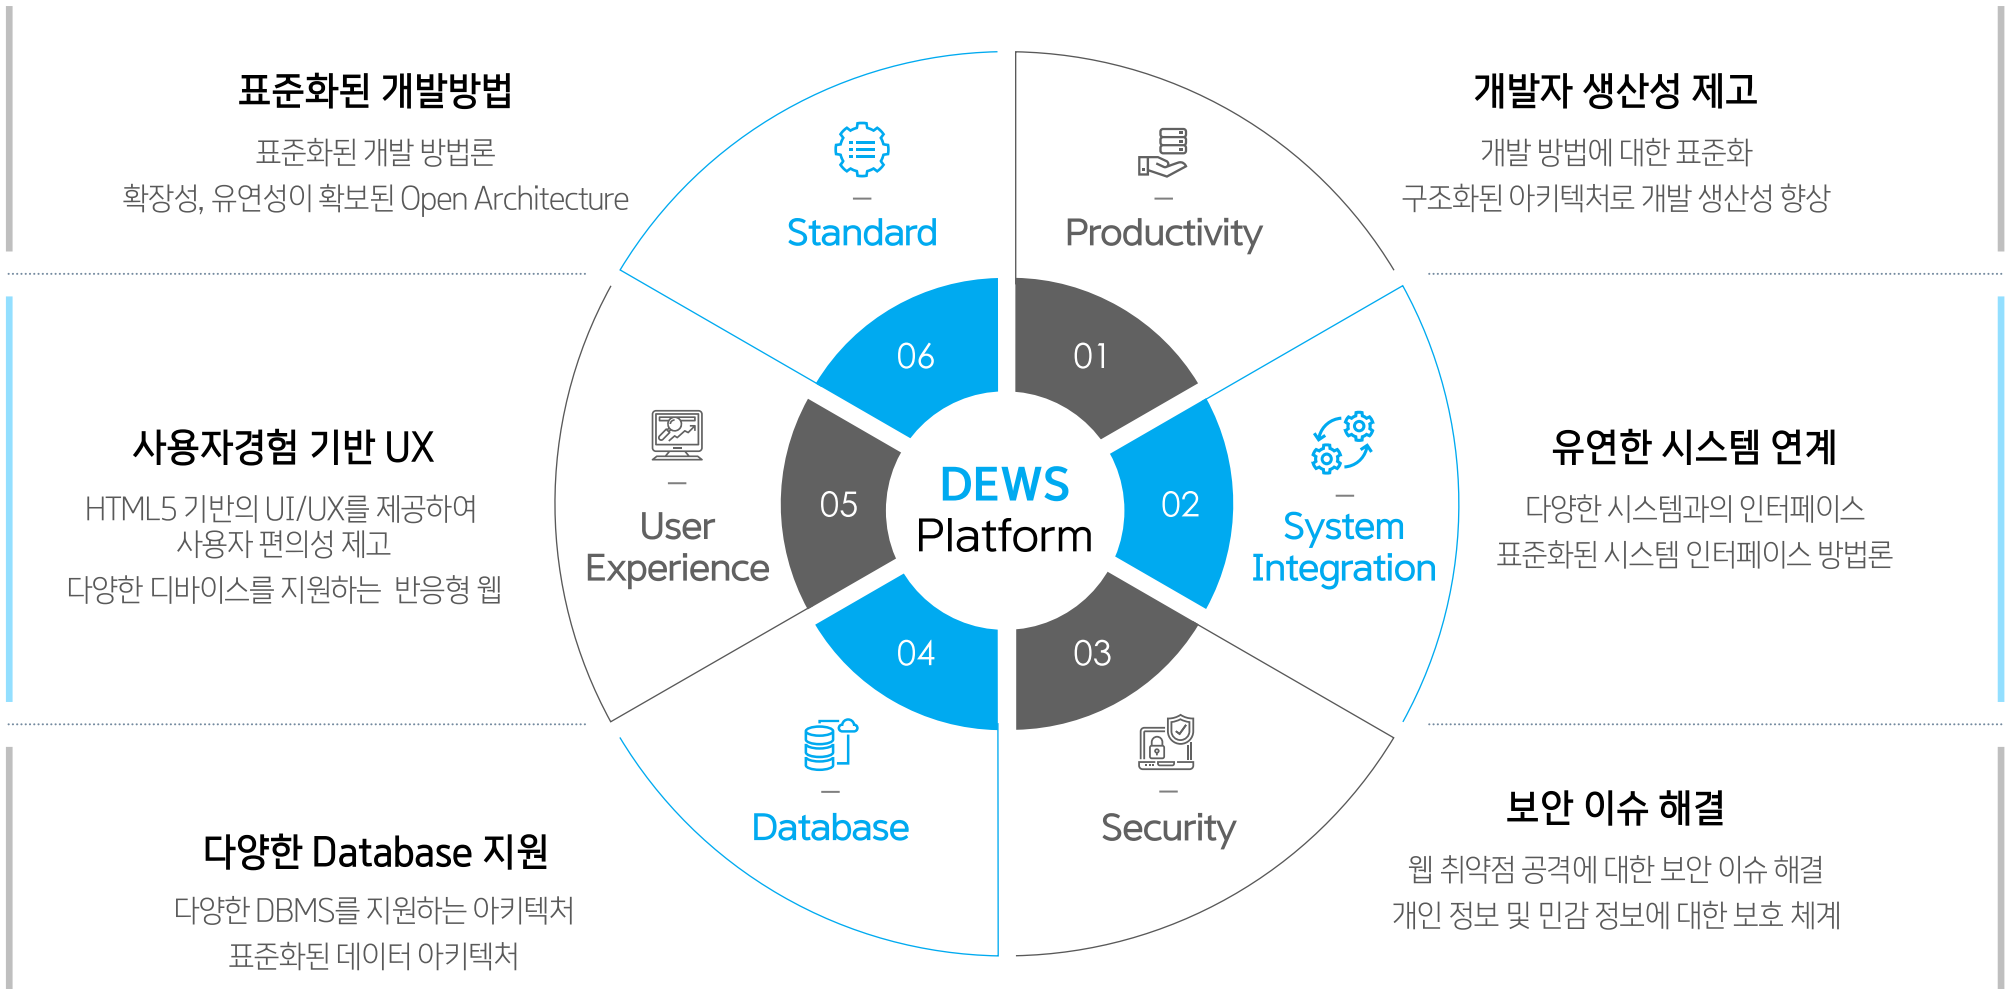 표준화된 개발방법
표준화된 개발 방법론
확장성, 유연성이 확보된 Open Architecture
사용자경험 기반 UX
HTML5 기반의 UI/UX를 제공하여
사용자 편의성 제고
다양한 디바이스를 지원하는 반응형 웹
다양한 Database 지원
다양한 DBMS를 지원하는 아키텍처
표준화된 데이터 아키텍처
Standard
Productivity
06
01
User
Experience
05
DEWS
Platform
02
System
Integration
04
03
Database
Security
개발자 생산성 제고
개발 방법에 대한 표준화
구조화된 아키텍처로 개발 생산성 향상
유연한 시스템 연계
다양한 시스템과의 인터페이스
표준화된 시스템 인터페이스 방법론
보안 이슈 해결
웹 취약점 공격에 대한 보안 이슈 해결
개인 정보 및 민감 정보에 대한 보호 체계